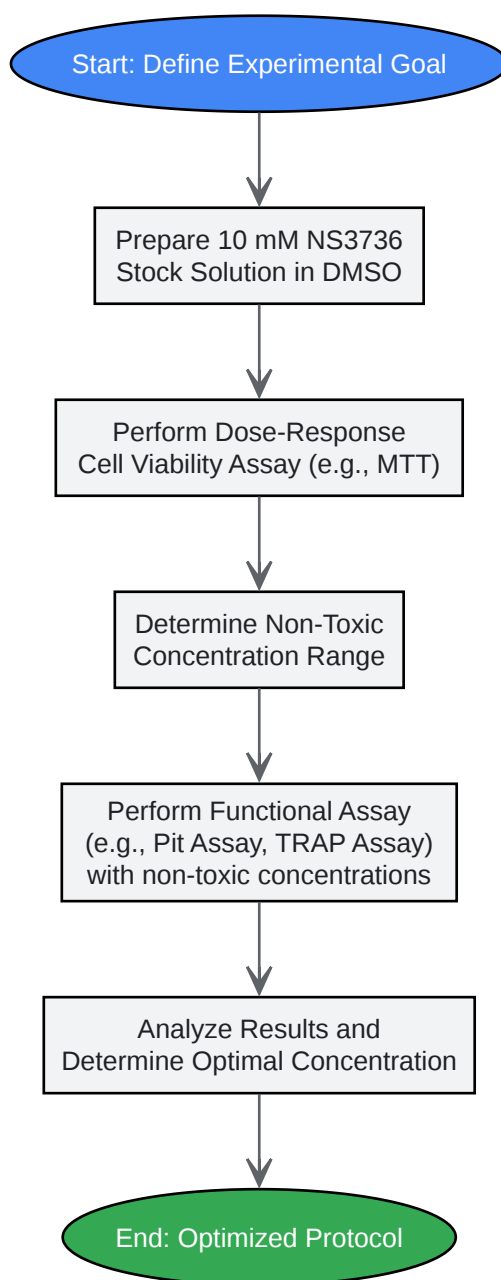 Start: Define Experimental Goal
Prepare 10 mM NS3736
Stock Solution in DMSO
Perform Dose-Response
Cell Viability Assay (e.g., MTT)
Determine Non-Toxic
Concentration Range
Perform Functional Assay
(e.g., Pit Assay, TRAP Assay)
with non-toxic concentrations
Analyze Results and
Determine Optimal Concentration
End: Optimized Protocol